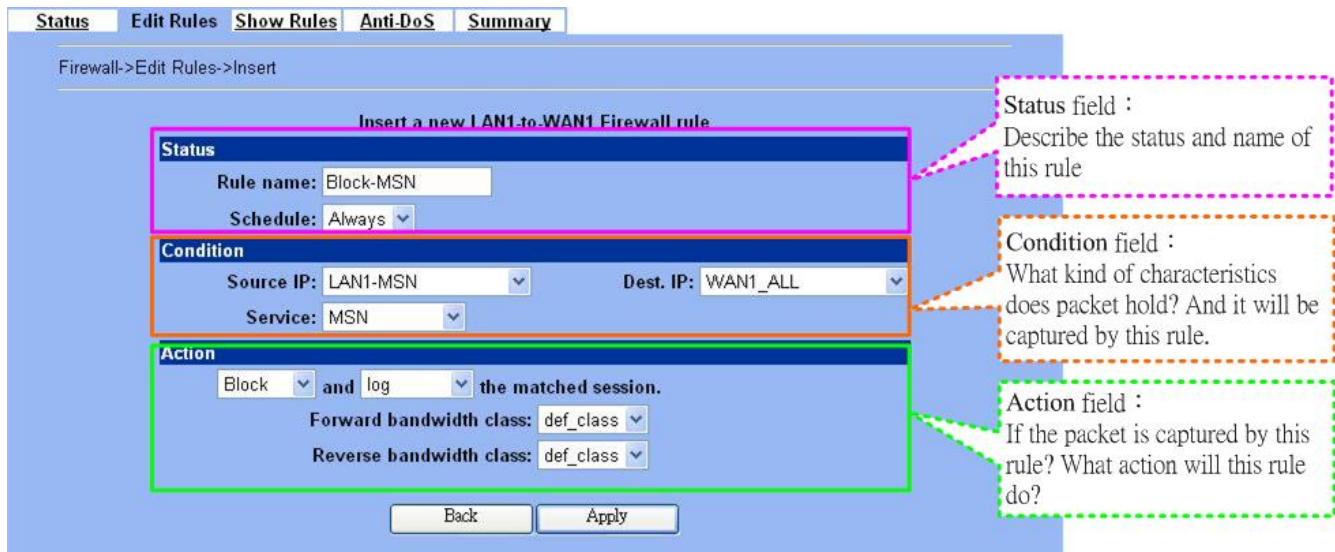 Status Edit Rules Show Rules Anti-DoS Summary
Firewall->Edit Rules->Insert
Insert a new LAN1-to-WAN1 Firewall rule
Status
Rule name: Block-MSN
Schedule: Always
Condition
Source IP: LAN1-MSN Dest. IP: WAN1_ALL
Service: MSN
Action
Block and log the matched session.
Forward bandwidth class: def_class
Reverse bandwidth class: def_class
Back Apply
Status field：
Describe the status and name of
this rule
Condition field：
What kind of characteristics
does packet hold? And it will be
captured by this rule.
Action field：
If the packet is captured by this
rule? What action will this rule
do?